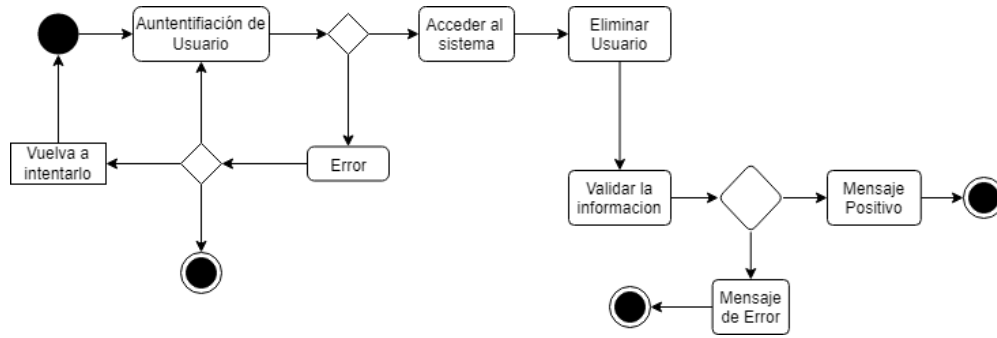 Auntentifiación de
Usuario
Acceder al
sistema
Eliminar
Usuario
Vuelva a
intentarlo
Error
Validar la
informacion
Mensaje
Positivo
Mensaje
de Error